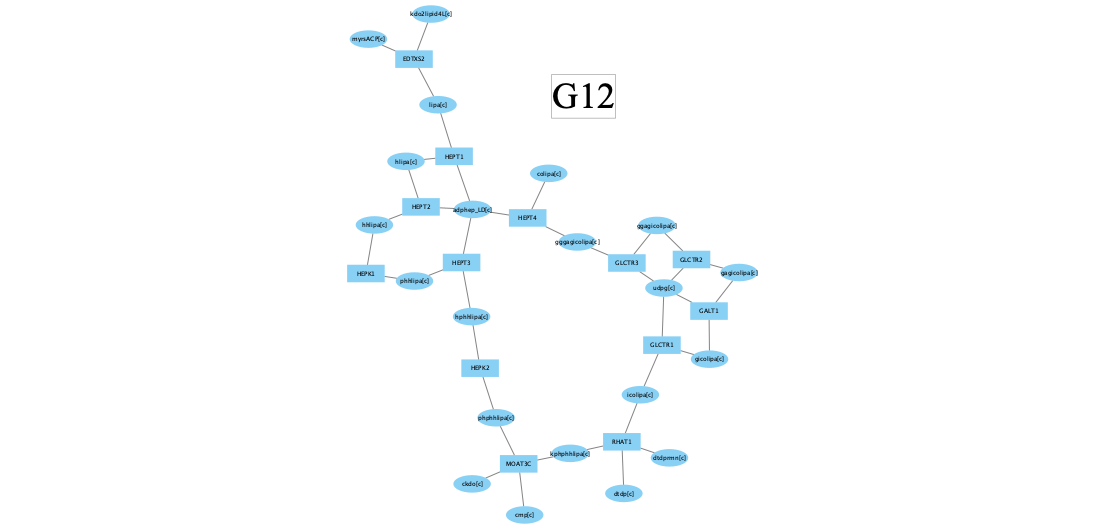 kdo2lipid4L[c]
myrsACP[c]
EDTXS2
G12
lipa[c]
HEPT1
hlipa[c]
colipa[c]
HEPT2
adphep_LD[c]
HEPT4
hhlipa[c]
ggagicolipa[c]
gggagicolipa[c]
HEPT3
GLCTR3
GLCTR2
HEPK1
gagicolipa[c]
phhlipa[c]
udpg[c]
GALT1
hphhlipa[c]
GLCTR1
gicolipa[c]
HEPK2
icolipa[c]
phphhlipa[c]
RHAT1
kphphhlipa[c]
dtdprmn[c]
MOAT3C
ckdo[c]
dtdp[c]
cmp[c]